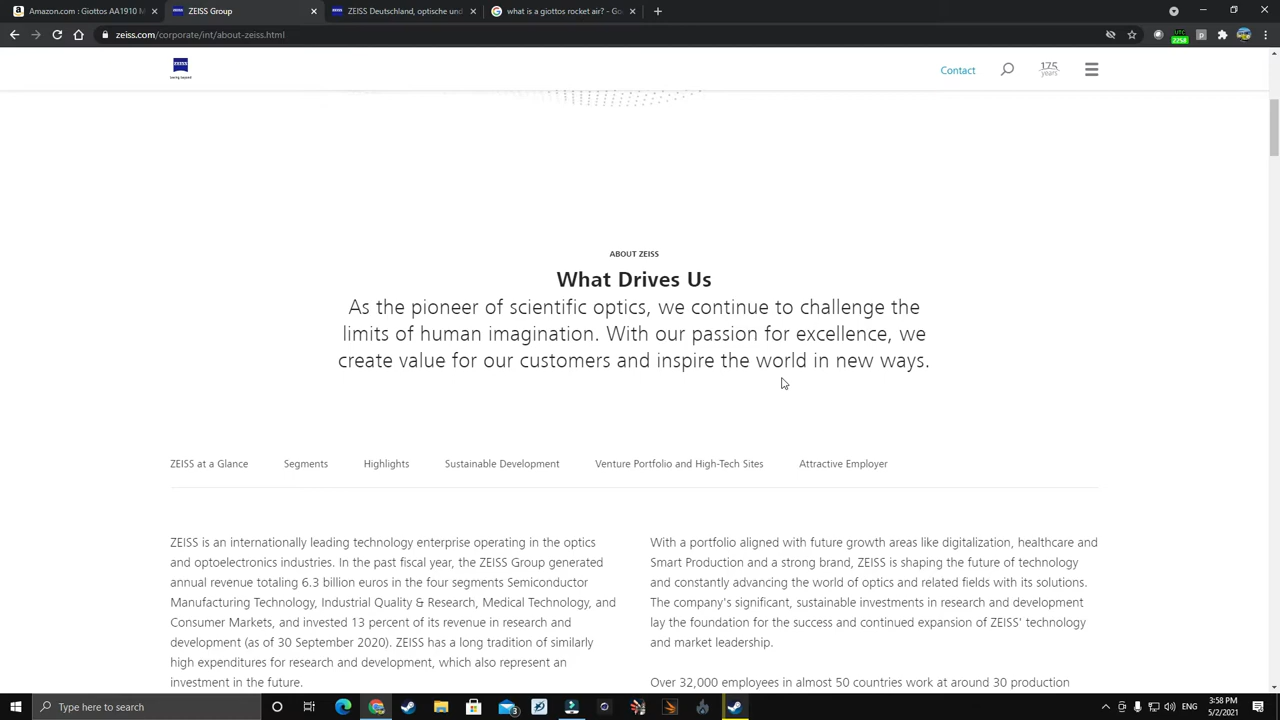 Amazon.com : Giottos AA1910 M
ZEISS International, Optical and o
ZEISS Deutschland, optische und
what is a giottos rocket air? - Goo
zeiss.com/corporate/int/about-zeiss.html
2258
ZEISS
Seeing beyond
Contact
175
years
ABOUT ZEISS
What Drives Us
As the pioneer of scientific optics, we continue to challenge the
limits of human imagination. With our passion for excellence, we
create value for our customers and inspire the world in new ways.
ZEISS at a Glance
Segments
Highlights
Sustainable Development
Venture Portfolio and High-Tech Sites
Attractive Employer
ZEISS is an internationally leading technology enterprise operating in the optics
and optoelectronics industries. In the past fiscal year, the ZEISS Group generated
annual revenue totaling 6.3 billion euros in the four segments Semiconductor
Manufacturing Technology, Industrial Quality & Research, Medical Technology, and
Consumer Markets, and invested 13 percent of its revenue in research and
development (as of 30 September 2020). ZEISS has a long tradition of similarly
high expenditures for research and development, which also represent an
investment in the future.
With a portfolio aligned with future growth areas like digitalization, healthcare and
Smart Production and a strong brand, ZEISS is shaping the future of technology
and constantly advancing the world of optics and related fields with its solutions.
The company's significant, sustainable investments in research and development
lay the foundation for the success and continued expansion of ZEISS' technology
and market leadership.
Over 32,000 employees in almost 50 countries work at around 30 production
Type here to search
3
ENG
3:58 PM
5/2/2021